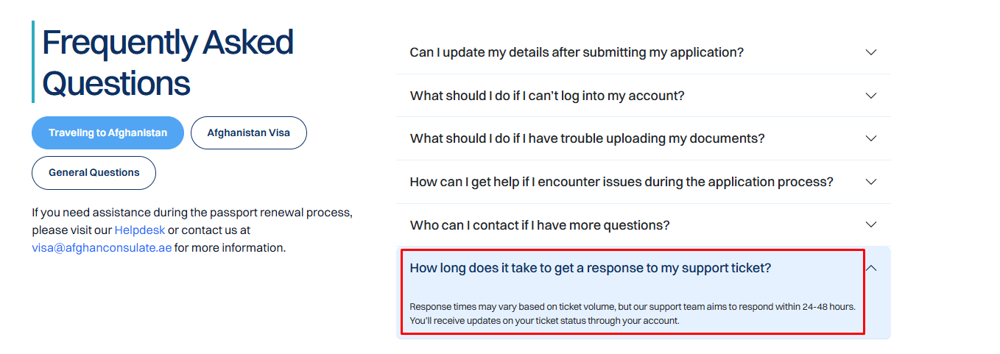 Frequently Asked
Questions
Traveling to Afghanistan
Afghanistan Visa
General Questions
If you need assistance during the passport renewal process,
please visit our Helpdesk or contact us at
visa@afghanconsulate.ae for more information.
Can I update my details after submitting my application?
What should I do if I can’t log into my account?
What should I do if I have trouble uploading my documents?
How can I get help if I encounter issues during the application process?
Who can I contact if I have more questions?
How long does it take to get a response to my support ticket?
Response times may vary based on ticket volume, but our support team aims to respond within 24-48 hours.
You’ll receive updates on your ticket status through your account.